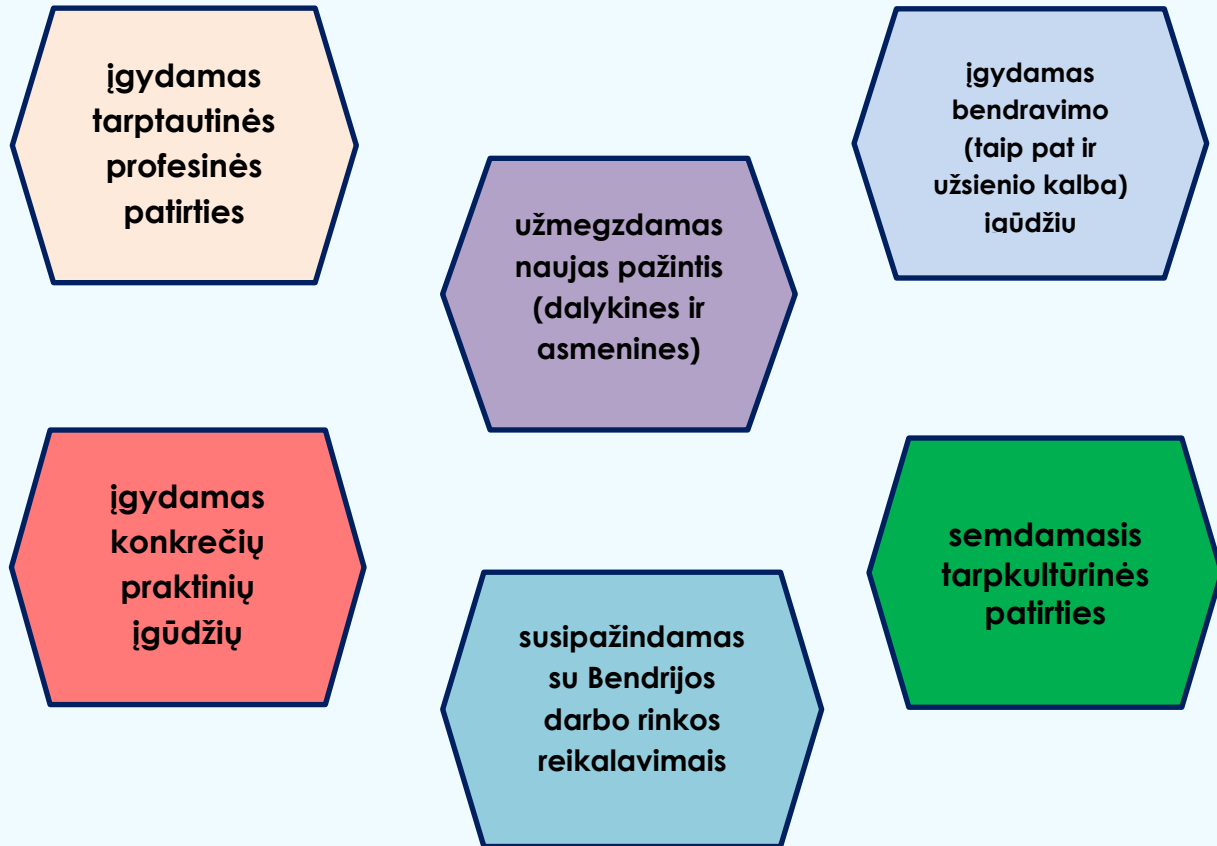 įgydamas
tarptautinės
profesinės
patirties
įgydamas
bendravimo
(taip pat ir
užsienio kalba)
įgūdžių
užmegzdamas
naujas pažintis
(dalykines ir
asmenines)
įgydamas
konkrečių
praktinių
įgūdžių
semdamasis
tarpkultūrinės
patirties
susipažindamas
su Bendrijos
darbo rinkos
reikalavimais